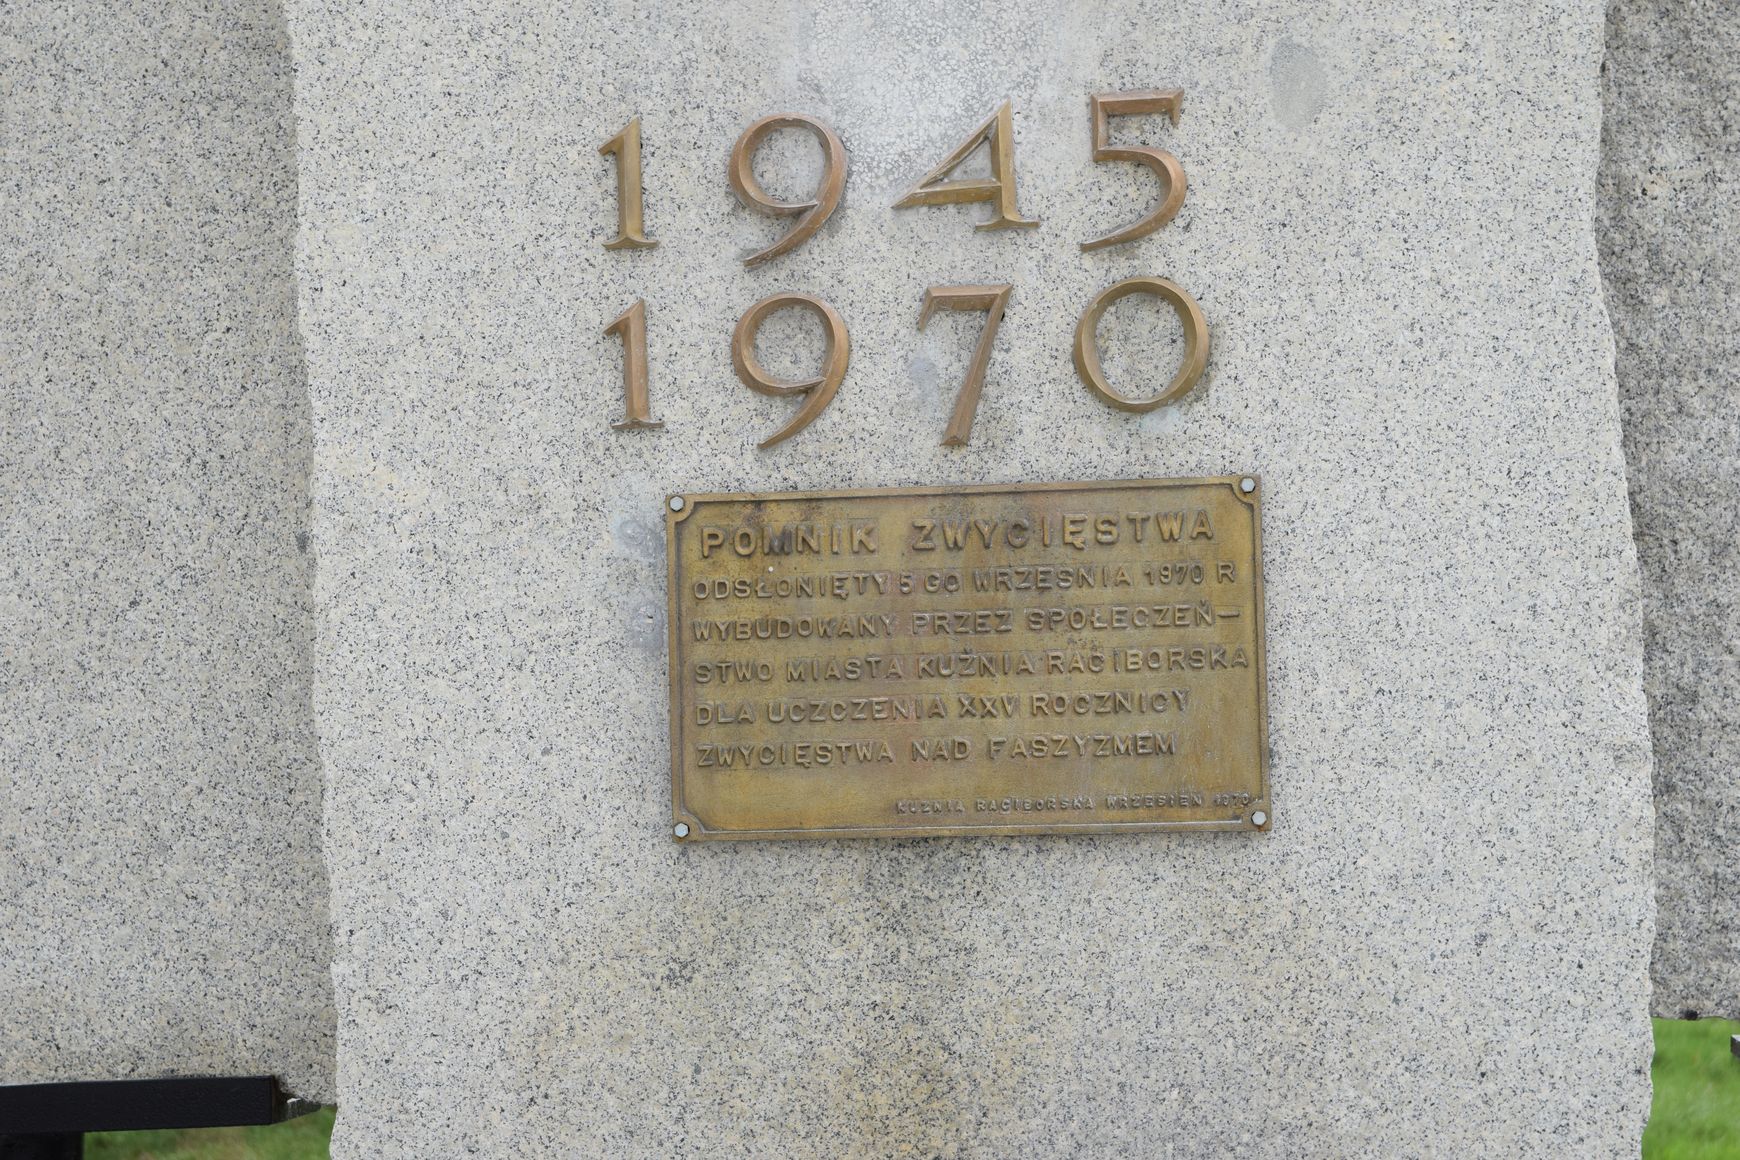 1945
1970
POMNIK ZWYCIĘSTWA
ODSŁONIĘTY 5 GO WRZEŚNIA 1970 R
WYBUDOWANY PRZEZ SPOŁECZEŃ-
STWO MIASTA KUŹNIA RACIBORSKA
DLA UCZCZENIA XXV ROCZNICY
ZWYCIĘSTWA NAD FASZYZMEM
KUŹNIA RACIBORSKA WRZESIEŃ 1970